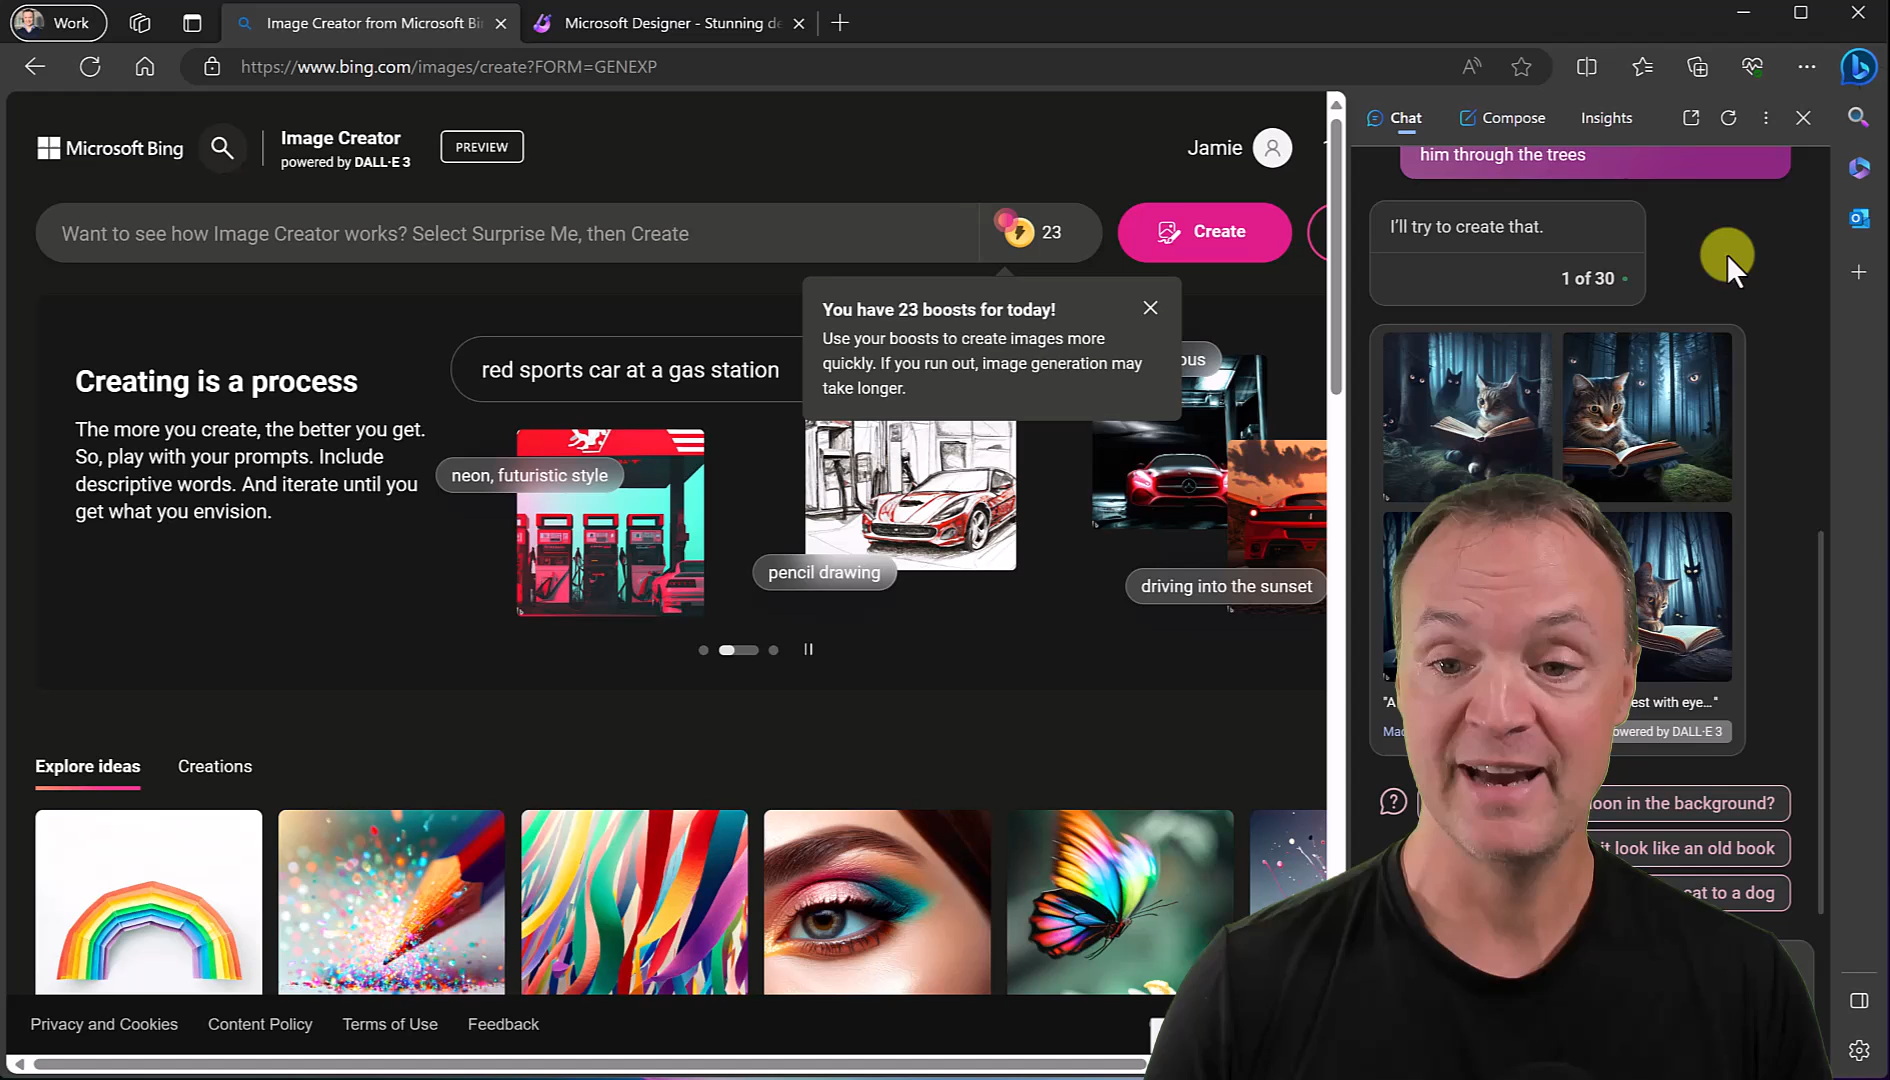 Work
Image Creator from Microsoft Bi
Microsoft Designer - Stunning de
https://www.bing.com/images/create?FORM=GENEXP
Microsoft Bing
Image Creator
powered by DALL·E 3
PREVIEW
Jamie
Want to see how Image Creator works? Select Surprise Me, then Create
23
Create
You have 23 boosts for today!
Use your boosts to create images more
quickly. If you run out, image generation may
take longer.
Creating is a process
The more you create, the better you get.
So, play with your prompts. Include
descriptive words. And iterate until you
get what you envision.
red sports car at a gas station
neon, futuristic style
pencil drawing
ous
driving into the sunset
Explore ideas
Creations
Privacy and Cookies
Content Policy
Terms of Use
Feedback
Chat
Compose
Insights
him through the trees
I'll try to create that.
1 of 30
"A
est with eye..."
Mad
owered by DALL·E 3
oon in the background?
it look like an old book
cat to a dog